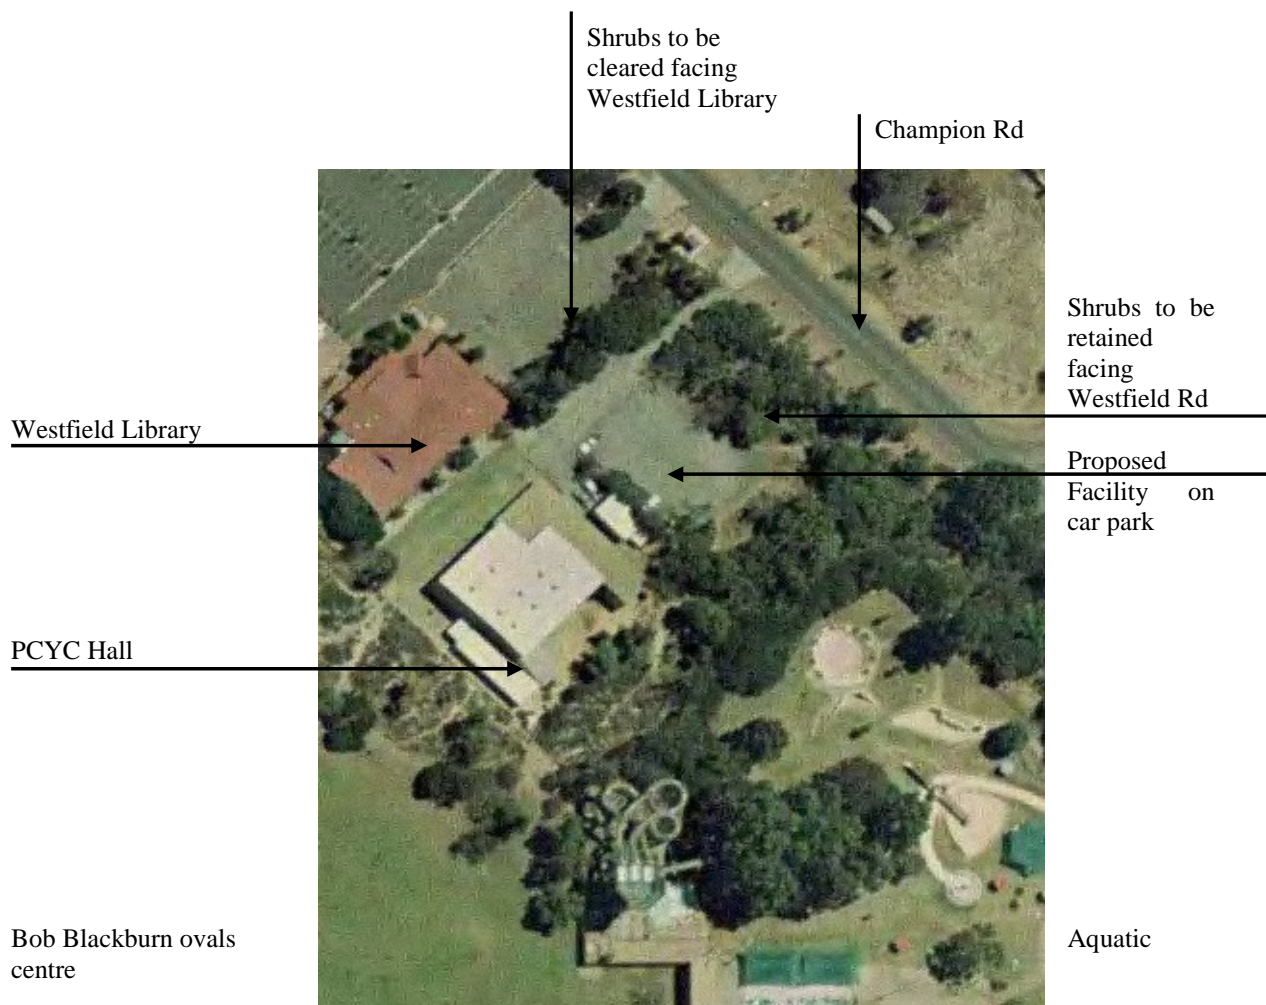 Shrubs to be
cleared facing
Westfield Library
Champion Rd
Shrubs to be
retained
facing
Westfield Rd
Westfield Library
Proposed
Facility on
car park
PCYC Hall
Bob Blackburn ovals
centre
Aquatic